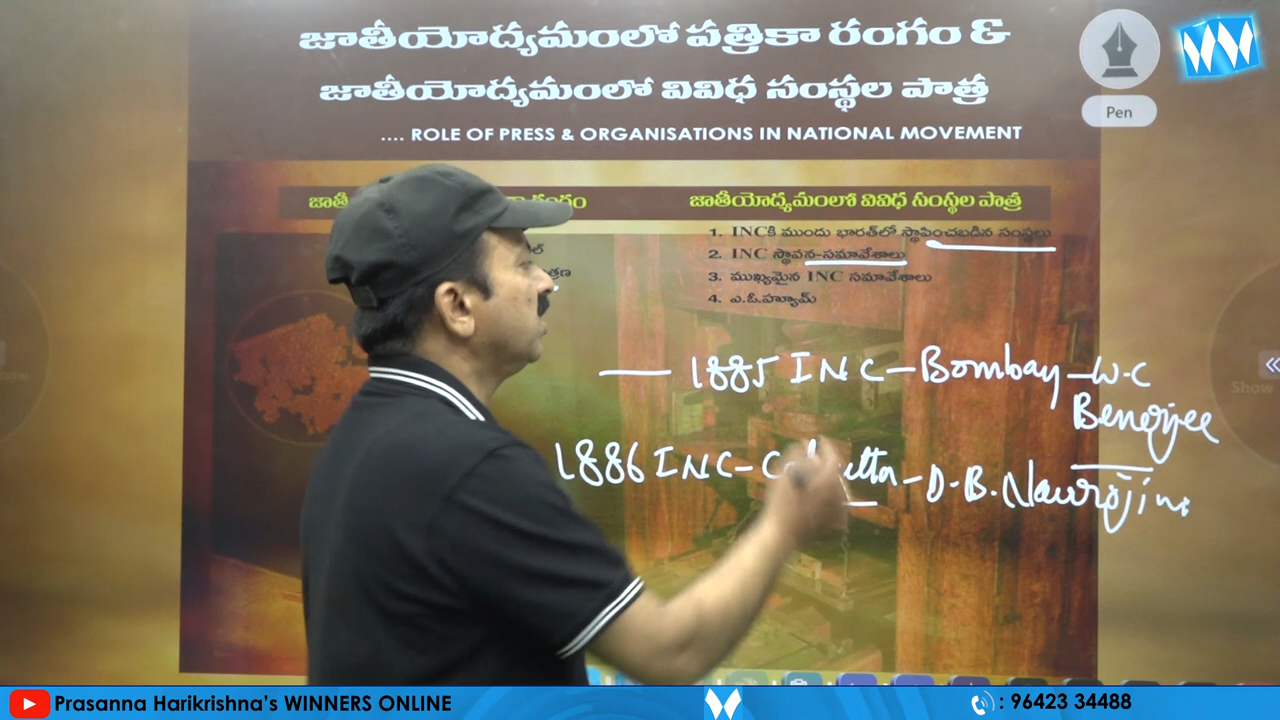 జాతీయోద్యమంలో పత్రికా రంగం &
జాతీయోద్యమంలో వివిధ సంస్థల పాత్ర
.... ROLE OF PRESS & ORGANISATIONS IN NATIONAL MOVEMENT
Pen
రంగం
జాతీయోద్యమంలో వివిధ సంస్థల పాత్ర
1. INCకి ముందు భారత్‌లో స్థాపించబడిన సంస్థలు
2. INC స్థాపన-సమావేశాలు
3. ముఖ్యమైన INC సమావేశాలు
4. ఎ.ఓ.హ్యూమ్
1885 INC - Bombay - W.C
Benerjee
1886 INC - - D.B. Naurojini
Show
Prasanna Harikrishna's WINNERS ONLINE
: 96423 34488